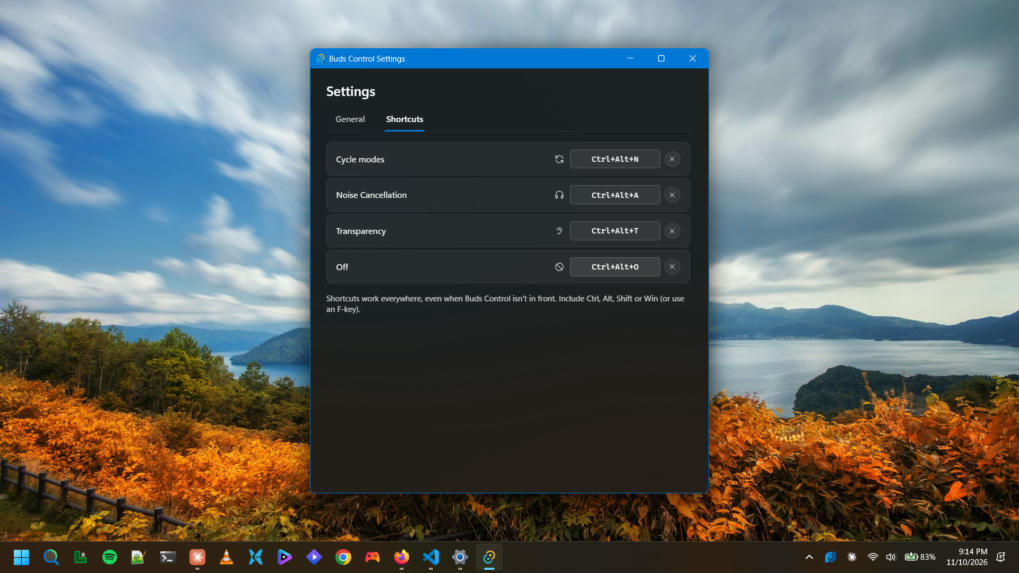 Buds Control Settings
Settings
General
Shortcuts
Cycle modes
Ctrl+Alt+N
Noise Cancellation
Ctrl+Alt+A
Transparency
Ctrl+Alt+T
Off
Ctrl+Alt+O
Shortcuts work everywhere, even when Buds Control isn't in front. Include Ctrl, Alt, Shift or Win (or use
an F-key).
83%
9:14 PM
11/10/2026